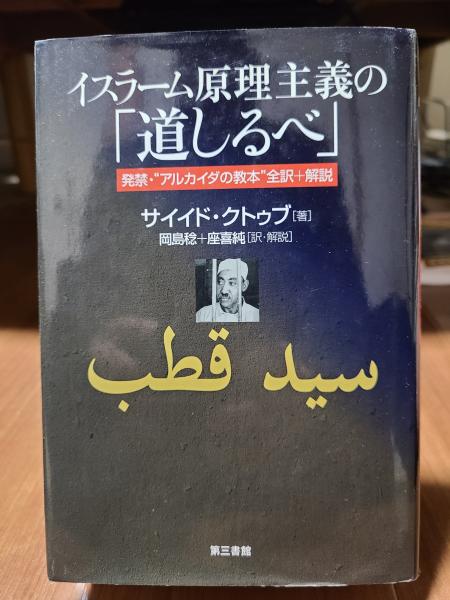 イスラーム原理主義の
「道しるべ」
発禁・"アルカイダの教本"全訳+解説
サイイド・クトゥブ[著]
岡島稔+座喜純[訳・解説]
سيد قطب
第三書館